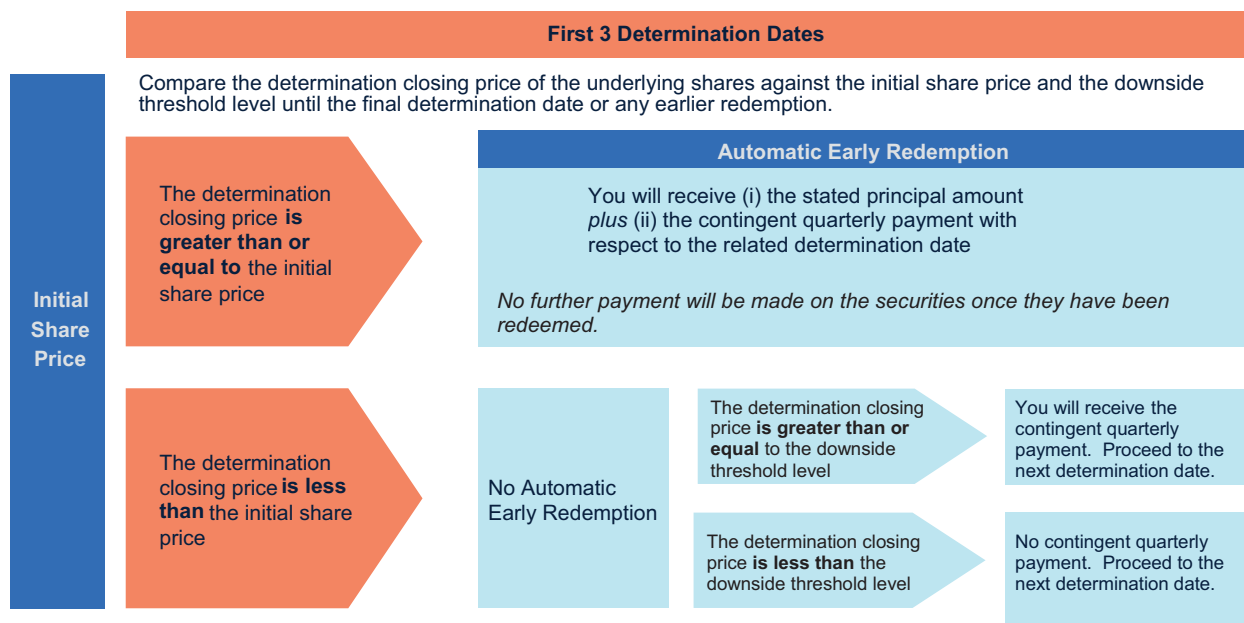 First 3 Determination Dates
Compare the determination closing price of the underlying shares against the initial share price and the downside
threshold level until the final determination date or any earlier redemption.
Initial
Share
Price
The determination
closing price is
greater than or
equal to the initial
share price
Automatic Early Redemption
You will receive (i) the stated principal amount
plus (ii) the contingent quarterly payment with
respect to the related determination date
No further payment will be made on the securities once they have been
redeemed.
The determination
closing price is less
than the initial share
price
No Automatic
Early Redemption
The determination closing
price is greater than or
equal to the downside
threshold level
You will receive the
contingent quarterly
payment. Proceed to the
next determination date.
The determination closing
price is less than the
downside threshold level
No contingent quarterly
payment. Proceed to the
next determination date.